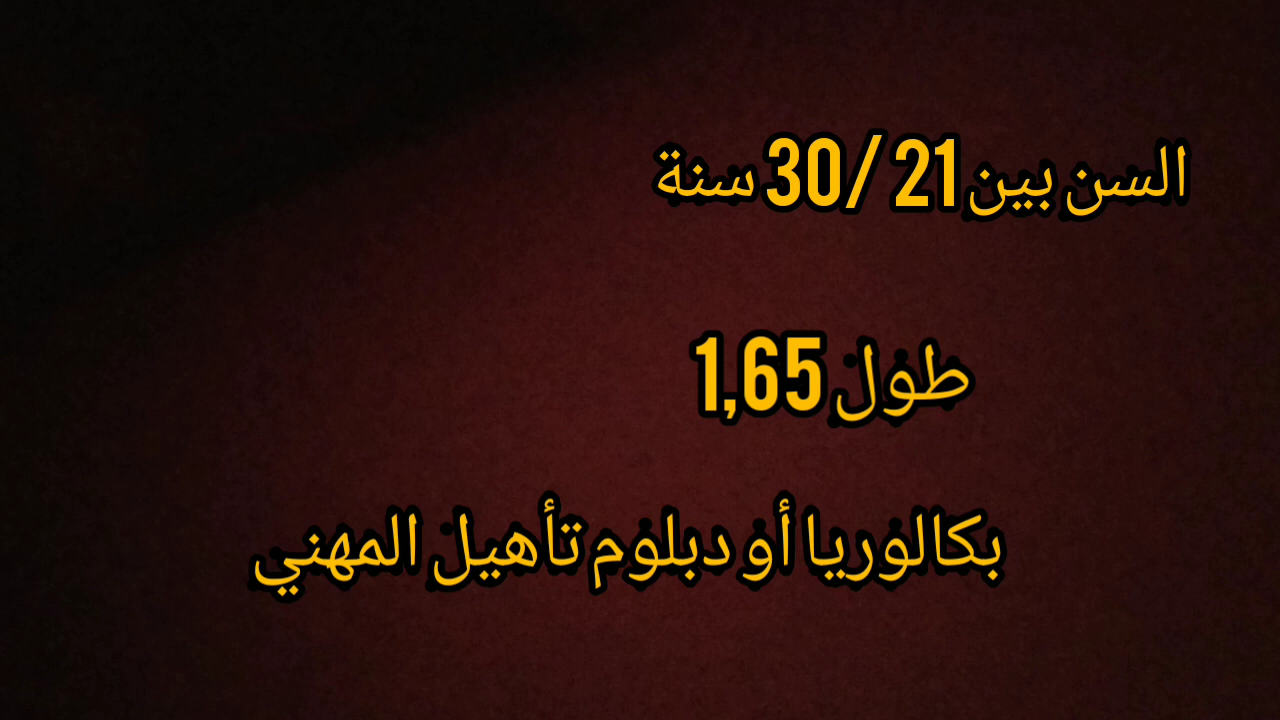 السن بين 21/ 30 سنة
طول 1,65
بكالوريا أو دبلوم تأهيل المهني